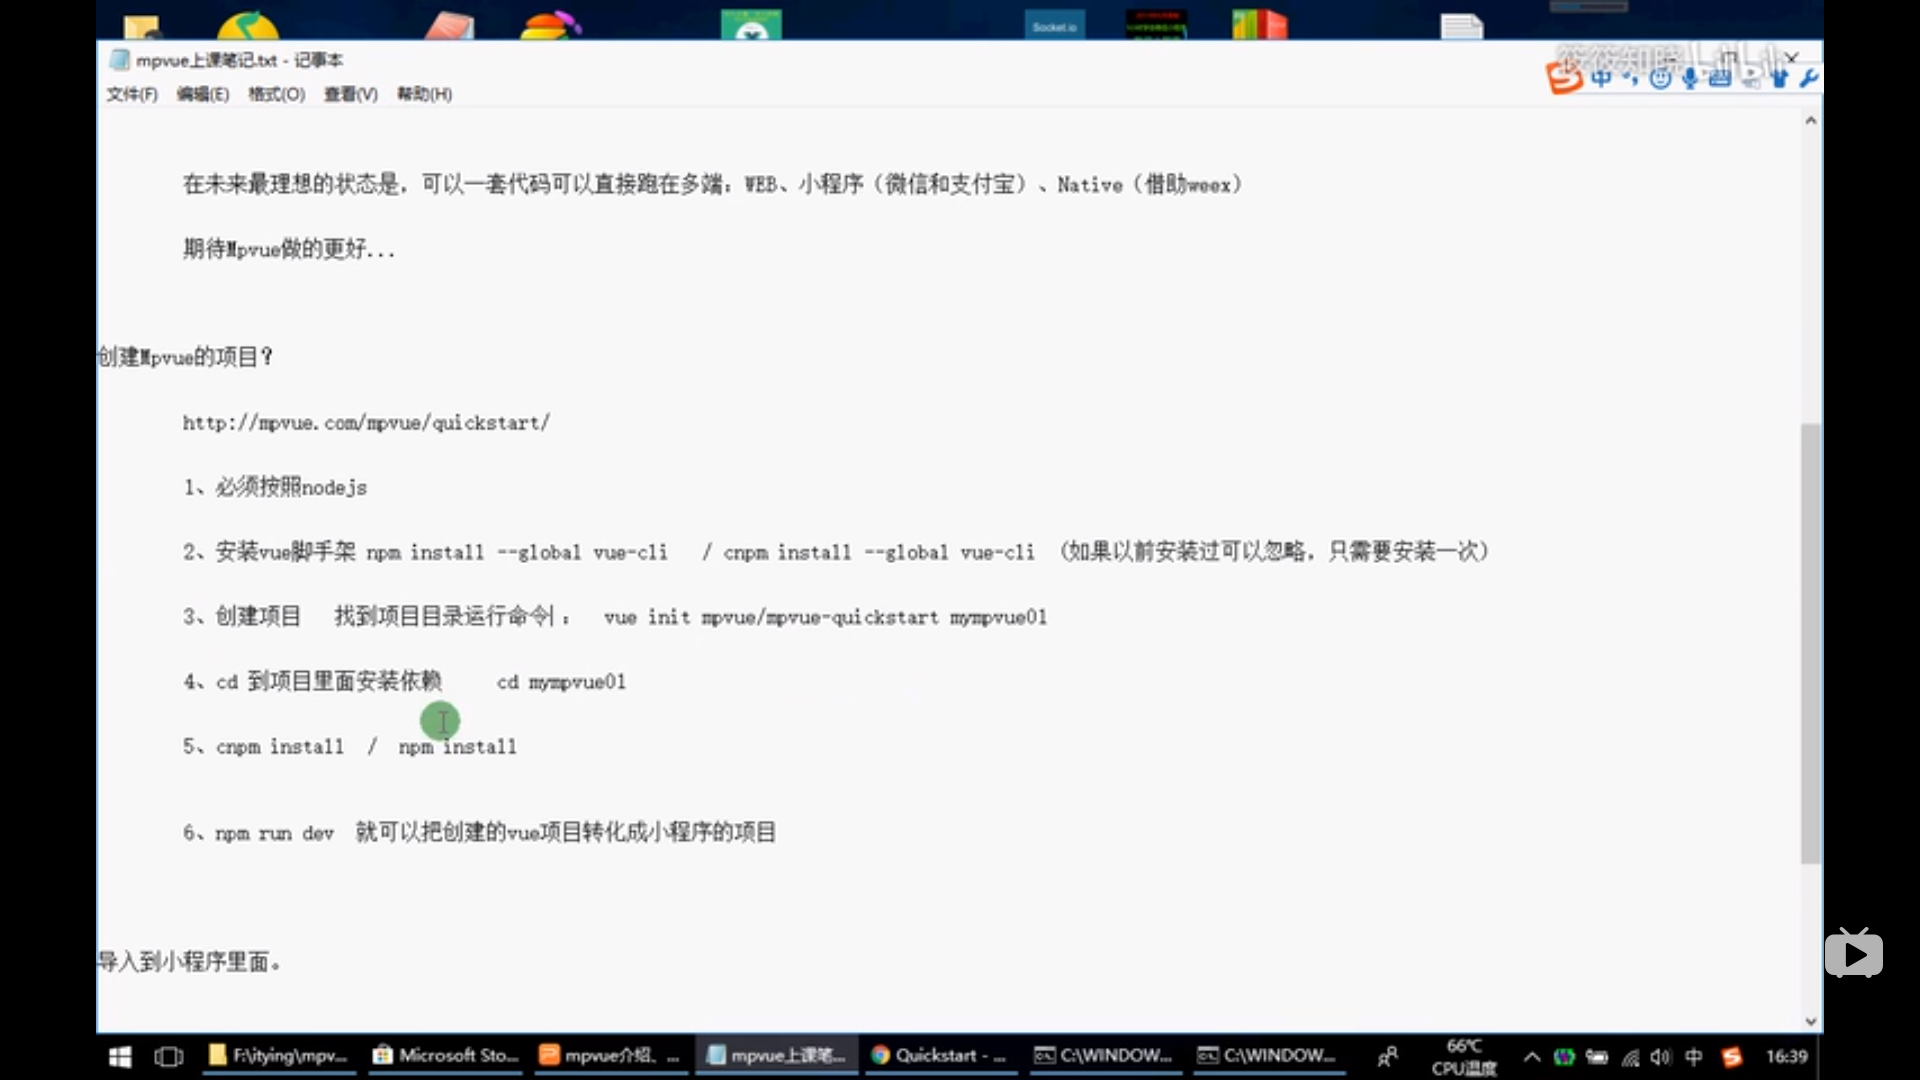 Socket.io
mpvue上课笔记.txt - 记事本
筱筱知晓 bilibili
文件(F) 编辑(E) 格式(O) 查看(V) 帮助(H)
中
在未来最理想的状态是，可以一套代码可以直接跑在多端：WEB、小程序（微信和支付宝）、Native（借助weex）
期待Mpvue做的更好...
创建Mpvue的项目？
http://mpvue.com/mpvue/quickstart/
1、必须按照nodejs
2、安装vue脚手架 npm install --global vue-cli / cnpm install --global vue-cli （如果以前安装过可以忽略，只需要安装一次）
3、创建项目 找到项目目录运行命令： vue init mpvue/mpvue-quickstart mympvue01
4、cd 到项目里面安装依赖 cd mympvue01
5、cnpm install / npm install
6、npm run dev 就可以把创建的vue项目转化成小程序的项目
导入到小程序里面。
F:\itying\mpv... Microsoft Sto... mpvue介绍、... mpvue上课笔... Quickstart - ... C:\WINDOW... C:\WINDOW... 66℃ 中 16:39
CPU温度